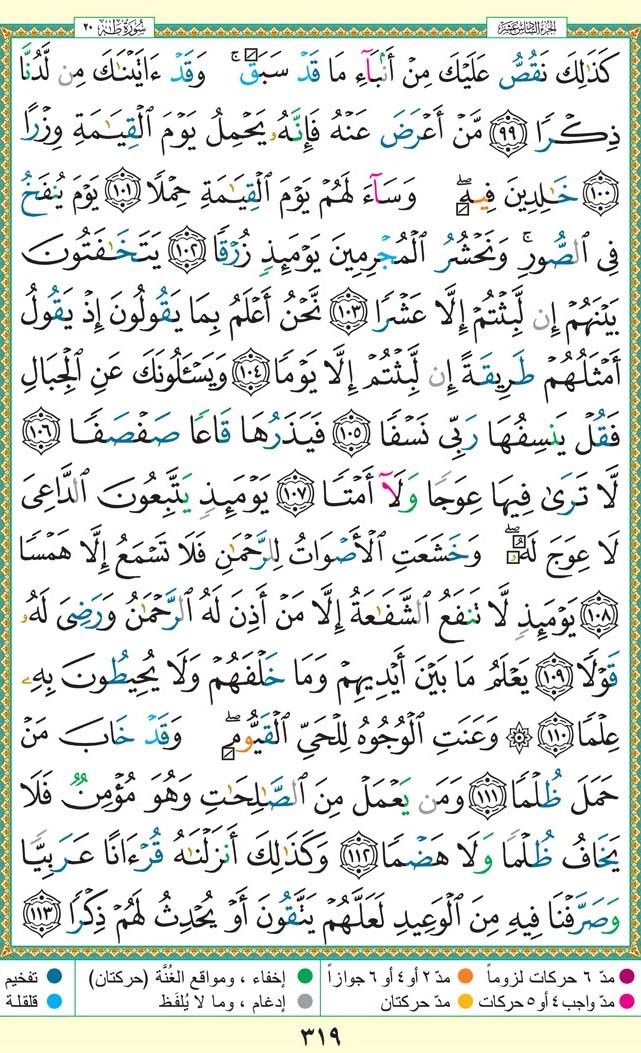 الجزء السادس عشر
سُورَةُ طه ٢٠
كَذَٰلِكَ نَقُصُّ عَلَيْكَ مِنْ أَنۢبَآءِ مَا قَدْ سَبَقَ ۚ وَقَدْ ءَاتَيْنَٰكَ مِن لَّدُنَّا
ذِكْرًا ٩٩ مَّنْ أَعْرَضَ عَنْهُ فَإِنَّهُۥ يَحْمِلُ يَوْمَ ٱلْقِيَٰمَةِ وِزْرًا
١٠٠ خَٰلِدِينَ فِيهِ ۖ وَسَآءَ لَهُمْ يَوْمَ ٱلْقِيَٰمَةِ حِمْلًا ١٠١ يَوْمَ يُنفَخُ
فِى ٱلصُّورِ ۚ وَنَحْشُرُ ٱلْمُجْرِمِينَ يَوْمَئِذٍ زُرْقًا ١٠٢ يَتَخَٰفَتُونَ
بَيْنَهُمْ إِن لَّبِثْتُمْ إِلَّا عَشْرًا ١٠٣ نَّحْنُ أَعْلَمُ بِمَا يَقُولُونَ إِذْ يَقُولُ
أَمْثَلُهُمْ طَرِيقَةً إِن لَّبِثْتُمْ إِلَّا يَوْمًا ١٠٤ وَيَسْـَٔلُونَكَ عَنِ ٱلْجِبَالِ
فَقُلْ يَنسِفُهَا رَبِّى نَسْفًا ١٠٥ فَيَذَرُهَا قَاعًا صَفْصَفًا ١٠٦
لَّا تَرَىٰ فِيهَا عِوَجًا وَلَآ أَمْتًا ١٠٧ يَوْمَئِذٍ يَتَّبِعُونَ ٱلدَّاعِىَ
لَا عِوَجَ لَهُۥ ۖ وَخَشَعَتِ ٱلْأَصْوَاتُ لِلرَّحْمَٰنِ فَلَا تَسْمَعُ إِلَّا هَمْسًا
١٠٨ يَوْمَئِذٍ لَّا تَنفَعُ ٱلشَّفَٰعَةُ إِلَّا مَنْ أَذِنَ لَهُ ٱلرَّحْمَٰنُ وَرَضِىَ لَهُۥ
قَوْلًا ١٠٩ يَعْلَمُ مَا بَيْنَ أَيْدِيهِمْ وَمَا خَلْفَهُمْ وَلَا يُحِيطُونَ بِهِۦ
عِلْمًا ١١٠ ۞ وَعَنَتِ ٱلْوُجُوهُ لِلْحَىِّ ٱلْقَيُّومِ ۖ وَقَدْ خَابَ مَنْ
حَمَلَ ظُلْمًا ١١١ وَمَن يَعْمَلْ مِنَ ٱلصَّٰلِحَٰتِ وَهُوَ مُؤْمِنٌ فَلَا
يَخَافُ ظُلْمًا وَلَا هَضْمًا ١١٢ وَكَذَٰلِكَ أَنزَلْنَٰهُ قُرْءَانًا عَرَبِيًّا
وَصَرَّفْنَا فِيهِ مِنَ ٱلْوَعِيدِ لَعَلَّهُمْ يَتَّقُونَ أَوْ يُحْدِثُ لَهُمْ ذِكْرًا ١١٣
مدّ ٦ حركات لزوماً مدّ ٢ أو ٤ أو ٦ جوازاً إخفاء ، ومواقع الغُنَّة (حركتان) تفخيم
مدّ واجب ٤ أو ٥ حركات مدّ حركتان إدغام ، وما لا يُلفَظ قلقلة
٣١٩